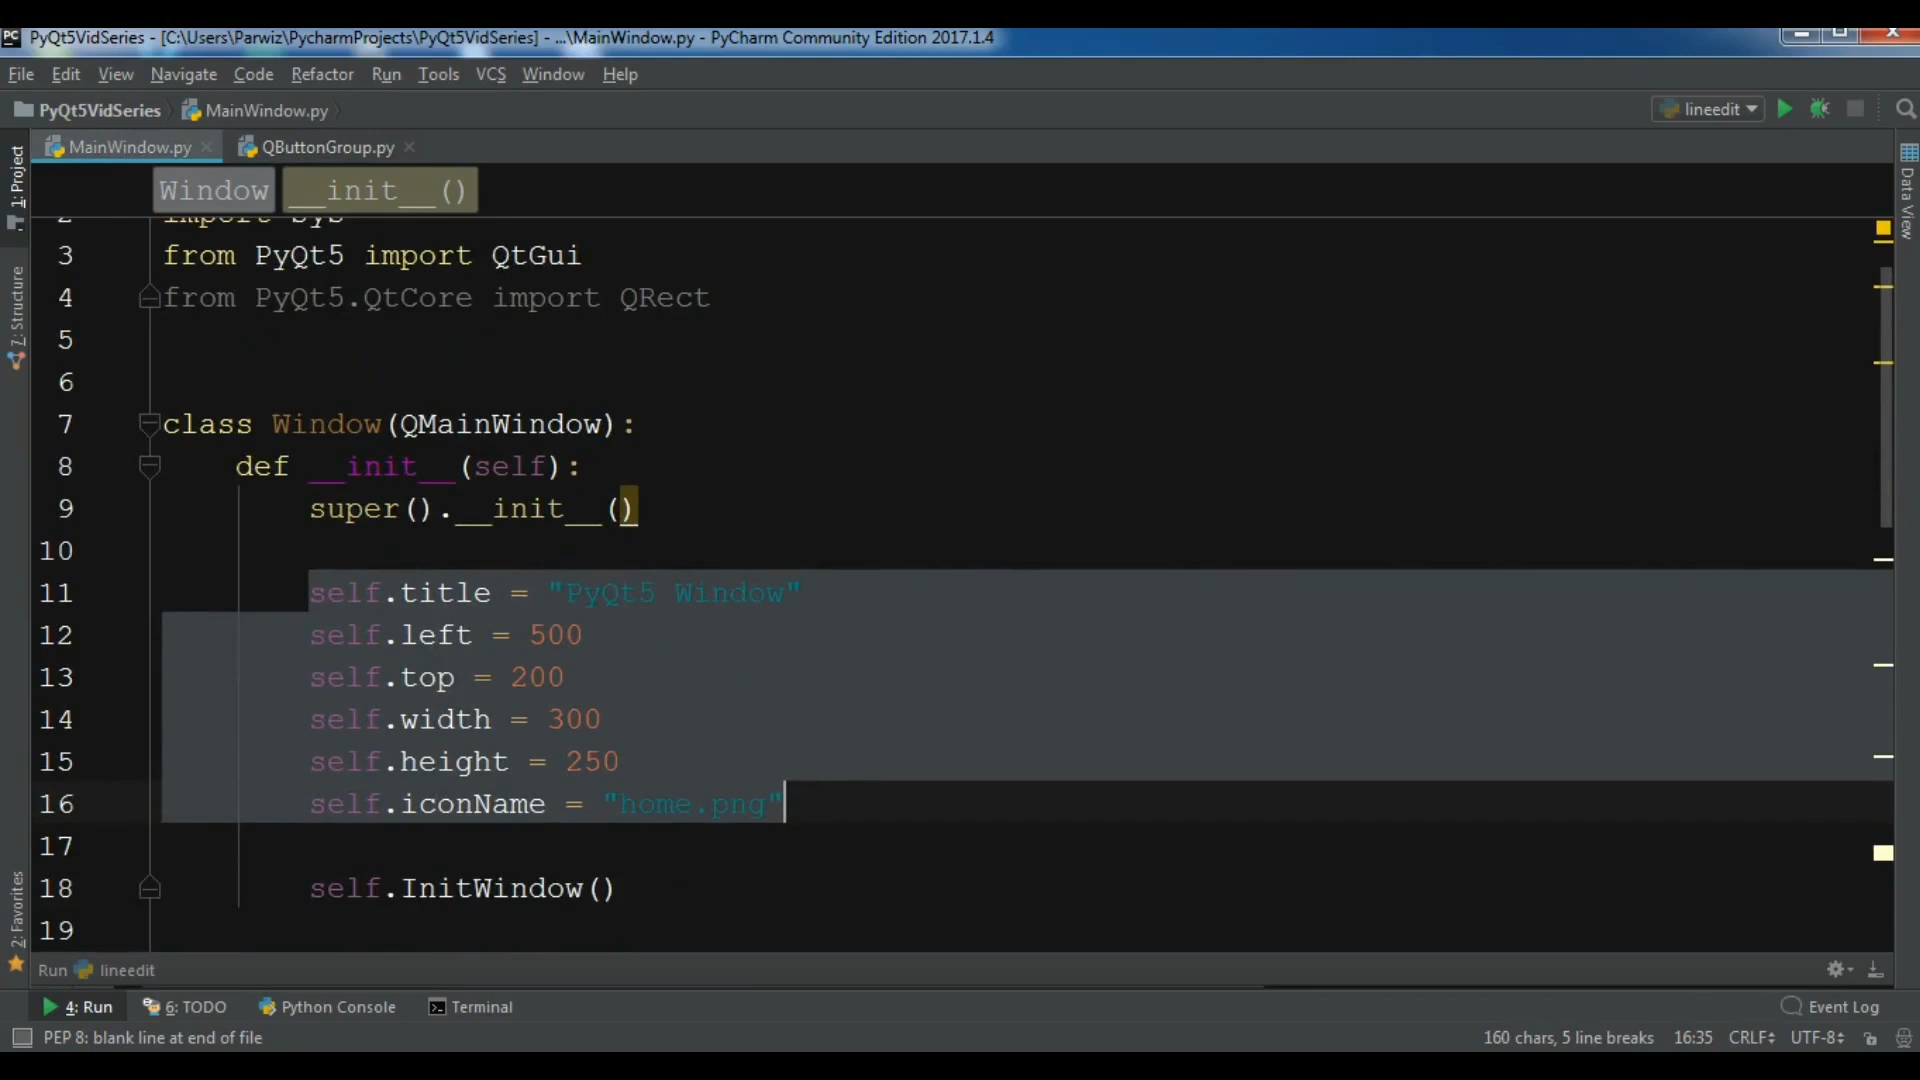 PyQt5VidSeries - [C:\Users\Parwiz\PycharmProjects\PyQt5VidSeries] - ...\MainWindow.py - PyCharm Community Edition 2017.1.4
File Edit View Navigate Code Refactor Run Tools VCS Window Help
PyQt5VidSeries MainWindow.py lineedit
MainWindow.py QButtonGroup.py
1: Project
7: Structure
2: Favorites
Data View
Window __init__()
2 import sys
3 from PyQt5 import QtGui
4 from PyQt5.QtCore import QRect
5
6
7 class Window(QMainWindow):
8 def __init__(self):
9 super().__init__()
10
11 self.title = "PyQt5 Window"
12 self.left = 500
13 self.top = 200
14 self.width = 300
15 self.height = 250
16 self.iconName = "home.png"
17
18 self.InitWindow()
19
Run lineedit
4: Run 6: TODO Python Console Terminal Event Log
PEP 8: blank line at end of file 160 chars, 5 line breaks 16:35 CRLF UTF-8